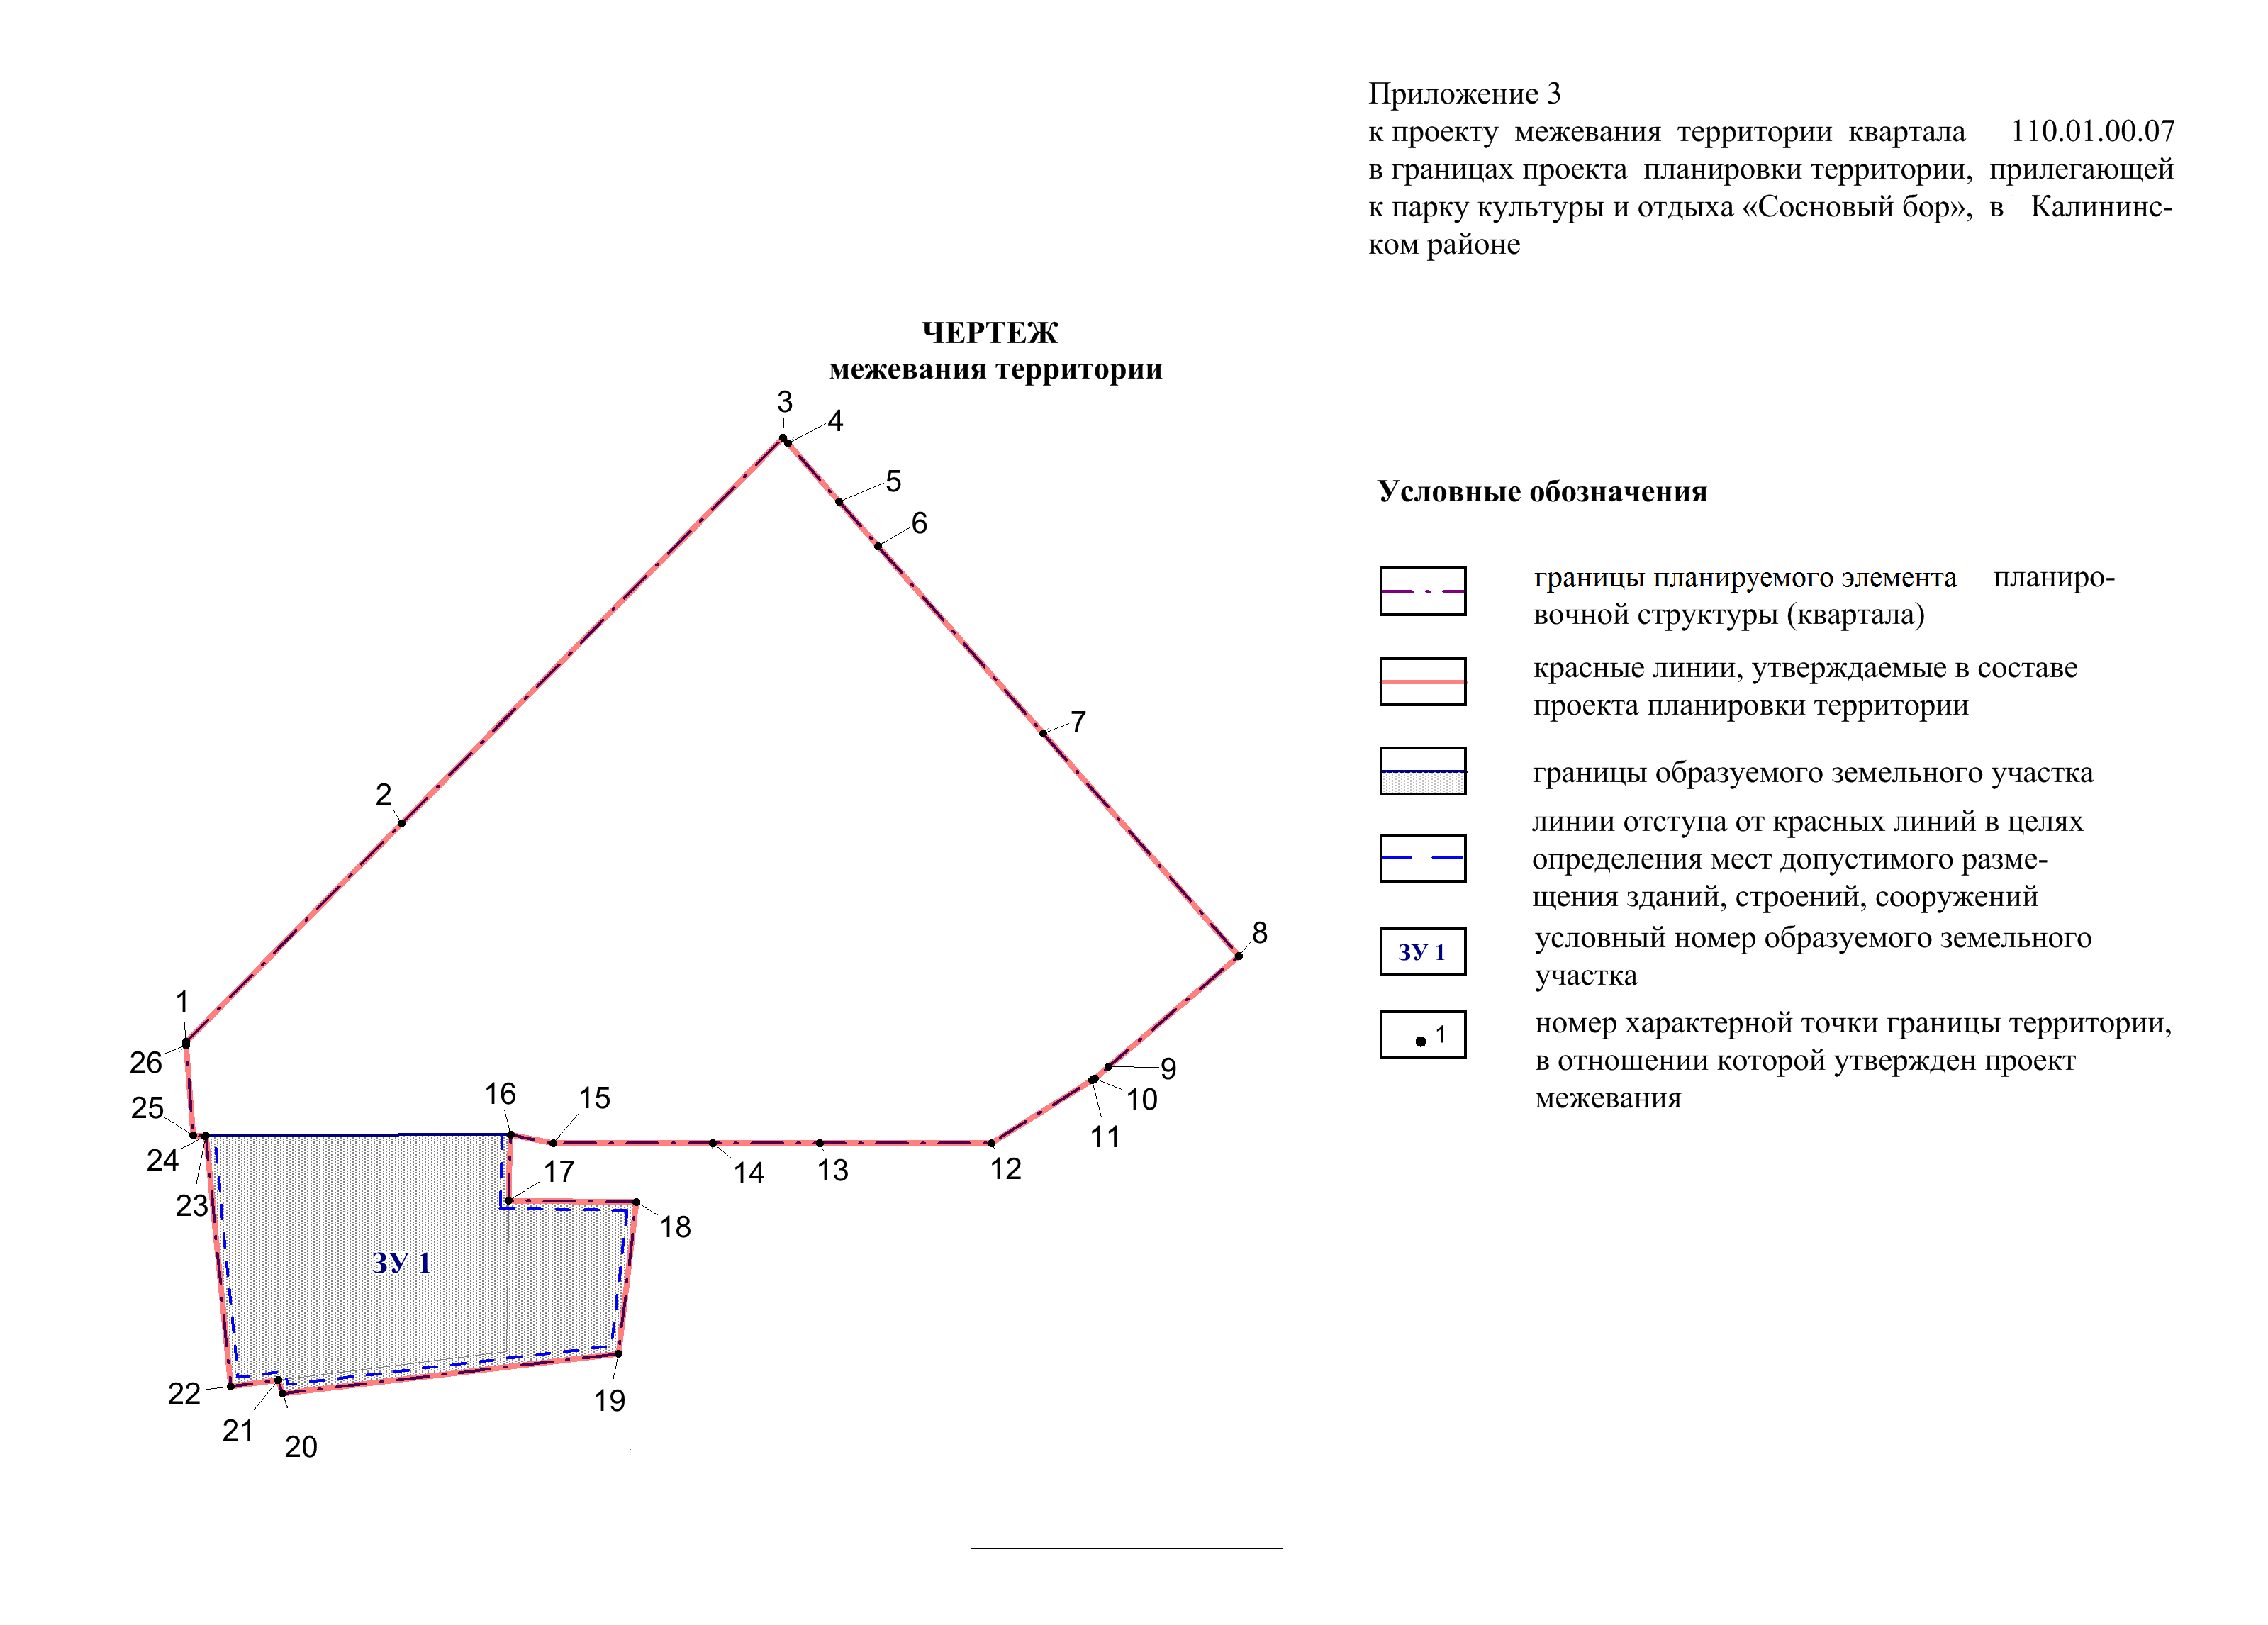 Приложение 3
к проекту межевания территории квартала 110.01.00.07
в границах проекта планировки территории, прилегающей
к парку культуры и отдыха «Сосновый бор», в Калининс-
ком районе
ЧЕРТЕЖ
межевания территории
3
4
5
6
7
2
8
1
26
25
24
23
16
15
17
14
13
12
11
10
9
18
ЗУ 1
22
21
20
19
Условные обозначения
границы планируемого элемента планиро-
вочной структуры (квартала)
красные линии, утверждаемые в составе
проекта планировки территории
границы образуемого земельного участка
линии отступа от красных линий в целях
определения мест допустимого разме-
щения зданий, строений, сооружений
ЗУ 1
условный номер образуемого земельного
участка
1
номер характерной точки границы территории,
в отношении которой утвержден проект
межевания